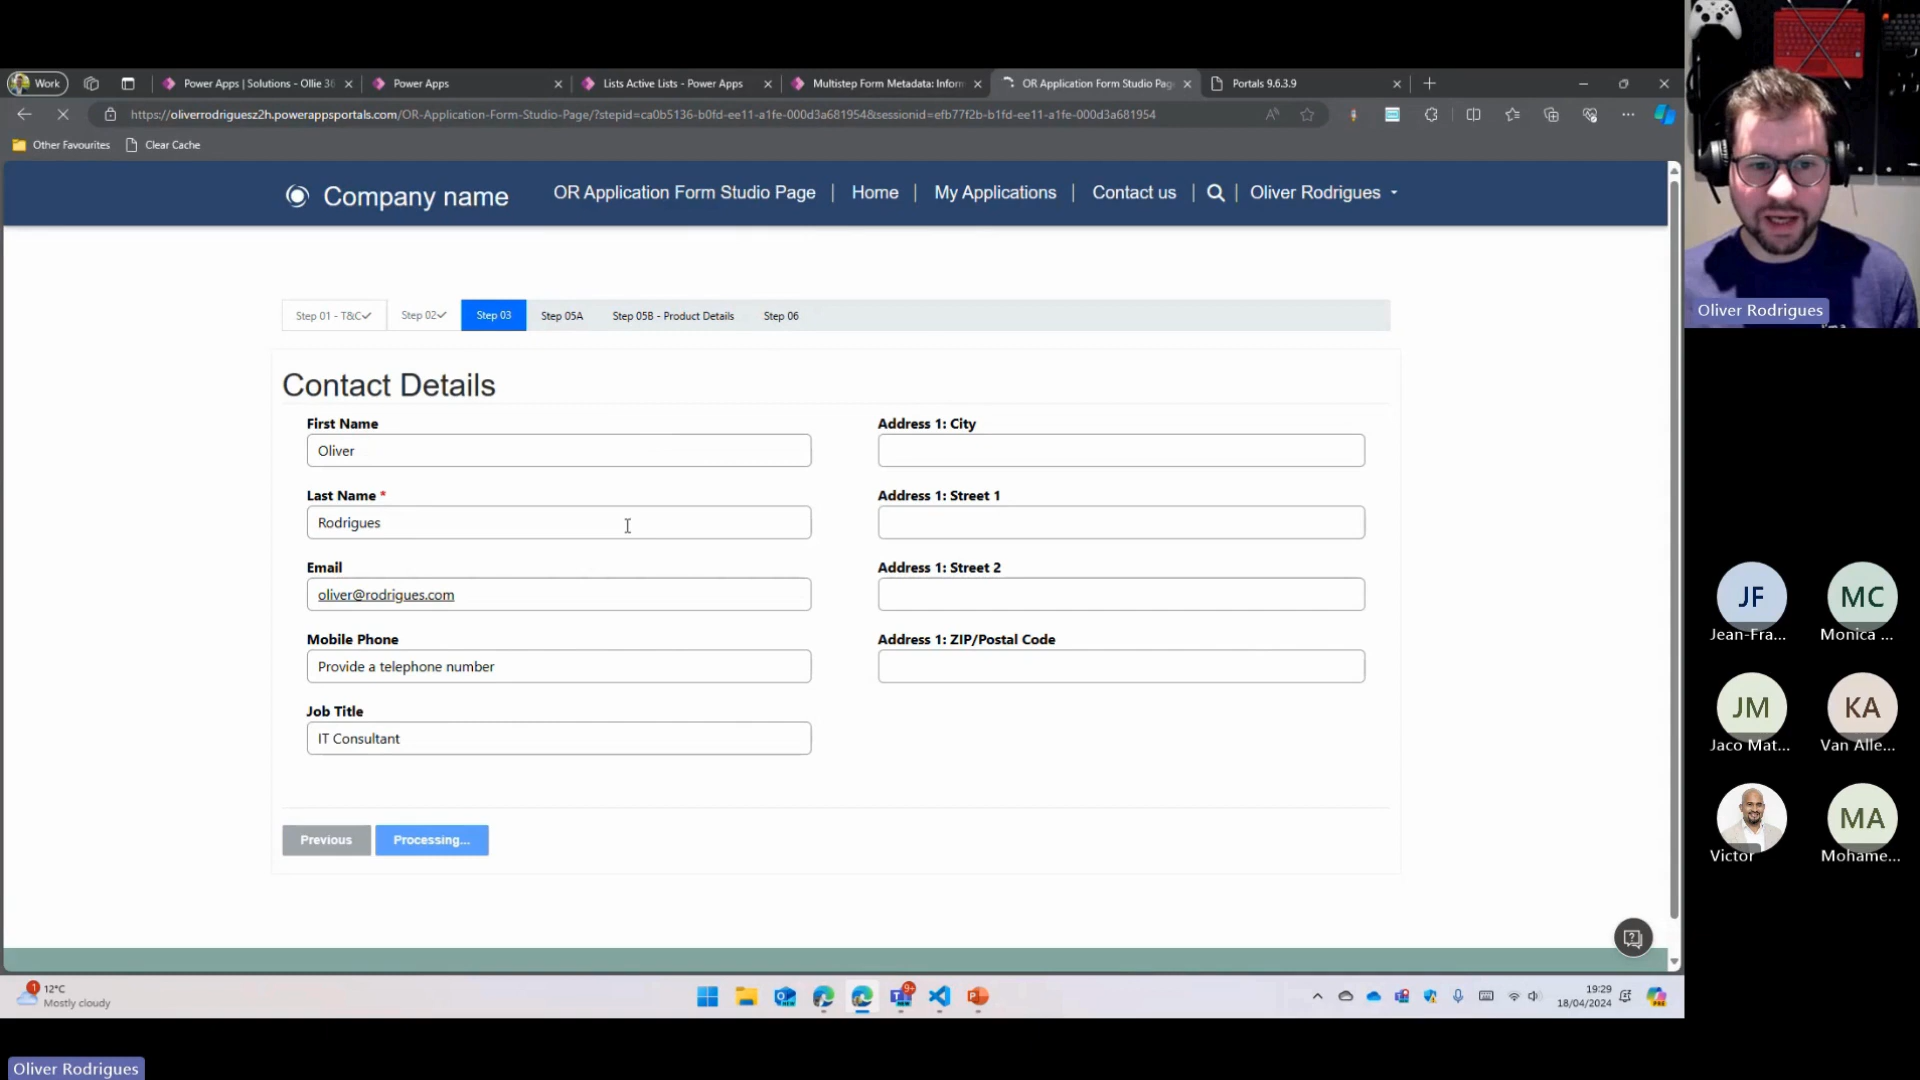 Work
Power Apps | Solutions - Ollie 36
Power Apps
Lists Active Lists - Power Apps
Multistep Form Metadata: Inform
OR Application Form Studio Pag
Portals 9.6.3.9
https://oliverrodriguesz2h.powerappsportals.com/OR-Application-Form-Studio-Page/?stepid=ca0b5136-b0fd-ee11-a1fe-000d3a681954&sessionid=efb77f2b-b1fd-ee11-a1fe-000d3a681954
Other Favourites
Clear Cache
Company name
OR Application Form Studio Page | Home | My Applications | Contact us | Oliver Rodrigues
Step 01 - T&C✓
Step 02✓
Step 03
Step 05A
Step 05B - Product Details
Step 06
Contact Details
First Name
Oliver
Last Name *
Rodrigues
Email
oliver@rodrigues.com
Mobile Phone
Provide a telephone number
Job Title
IT Consultant
Address 1: City
Address 1: Street 1
Address 1: Street 2
Address 1: ZIP/Postal Code
Previous
Processing...
1
12°C
Mostly cloudy
9+
19:29
18/04/2024
Oliver Rodrigues
JF
Jean-Fra...
MC
Monica ...
JM
Jaco Mat...
KA
Van Alle...
Victor
MA
Mohame...
Oliver Rodrigues